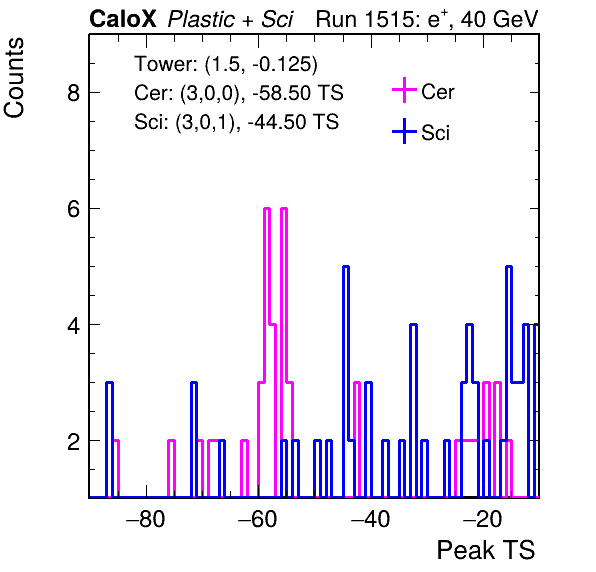 CaloX Plastic + Sci Run 1515: e⁺, 40 GeV
Counts
Tower: (1.5, -0.125)
Cer: (3,0,0), -58.50 TS
Sci: (3,0,1), -44.50 TS
Cer
Sci
8
6
4
2
−80 −60 −40 −20
Peak TS